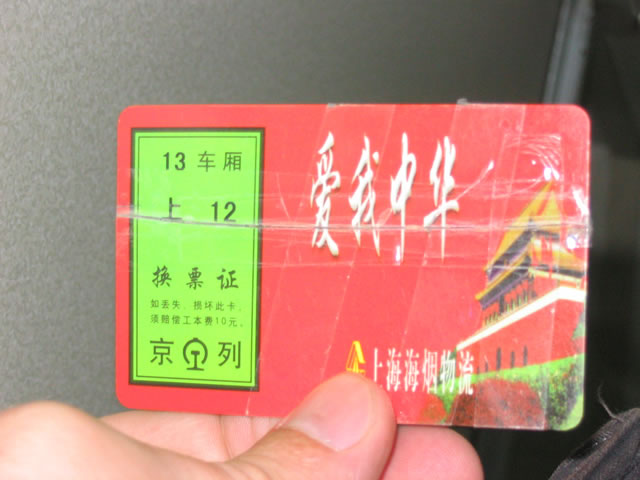 13 车厢
上 12
换票证
如丢失、损坏此卡,
须赔偿工本费10元。
京 列
爱我中华
上海海烟物流